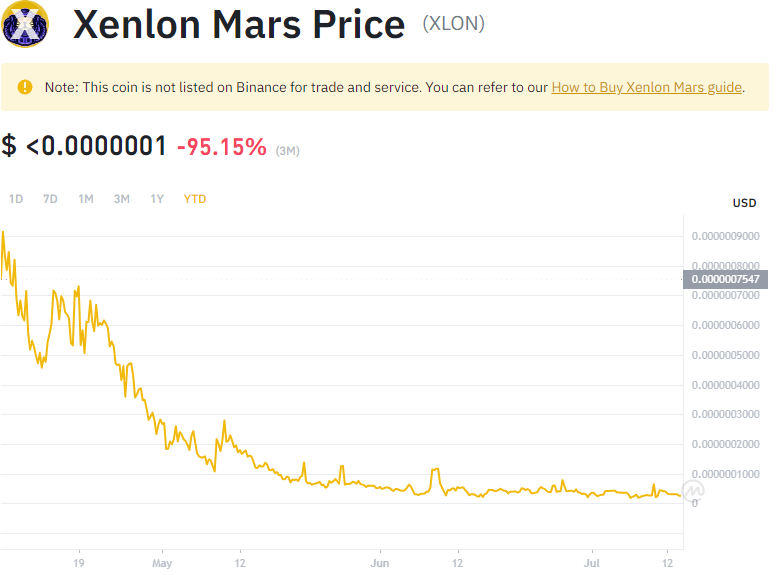 Xenlon Mars Price (XLON)
Note: This coin is not listed on Binance for trade and service. You can refer to our How to Buy Xenlon Mars guide.
$ <0.0000001 -95.15% (3M)
1D 7D 1M 3M 1Y YTD
USD
0.0000009000
0.0000008000
0.0000007547
0.0000007000
0.0000006000
0.0000005000
0.0000004000
0.0000003000
0.0000002000
0.0000001000
0
19 May 12 Jun 12 Jul 12